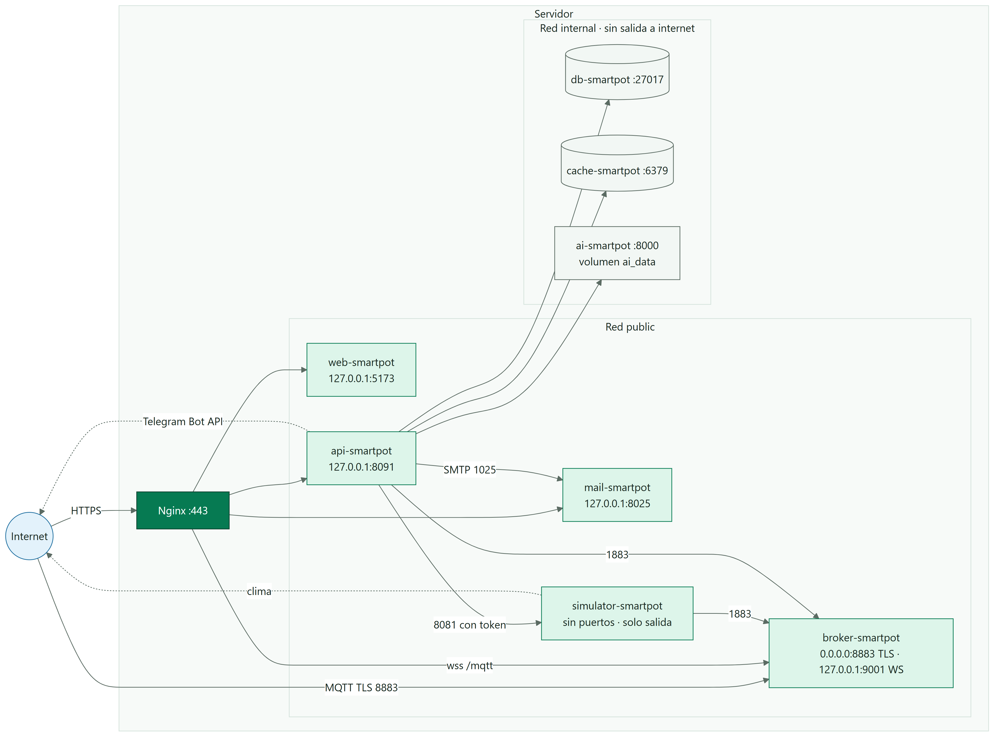 Servidor
Red internal · sin salida a internet
db-smartpot :27017
cache-smartpot :6379
ai-smartpot :8000
volumen ai_data
Red public
web-smartpot
127.0.0.1:5173
Telegram Bot API
api-smartpot
127.0.0.1:8091
SMTP 1025
mail-smartpot
127.0.0.1:8025
HTTPS
Nginx :443
Internet
1883
clima
simulator-smartpot
sin puertos · solo salida
1883
8081 con token
broker-smartpot
0.0.0.0:8883 TLS ·
127.0.0.1:9001 WS
wss /mqtt
MQTT TLS 8883